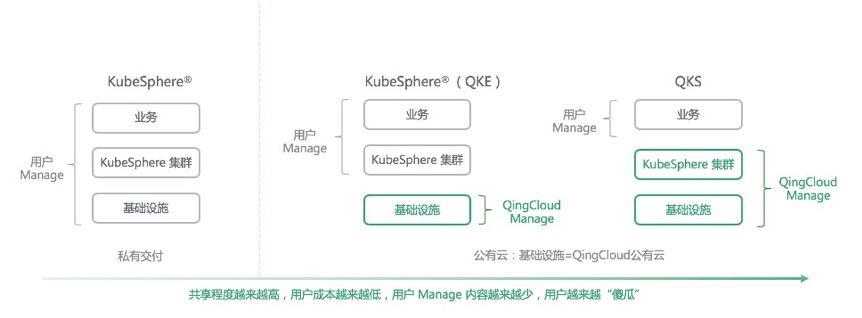 KubeSphere®
用户
Manage
业务
KubeSphere 集群
基础设施
私有交付
KubeSphere®（QKE）
用户
Manage
业务
KubeSphere 集群
基础设施
QingCloud
Manage
QKS
用户
Manage
业务
KubeSphere 集群
基础设施
QingCloud
Manage
公有云：基础设施=QingCloud公有云
共享程度越来越高，用户成本越来越低，用户 Manage 内容越来越少，用户越来越“傻瓜”